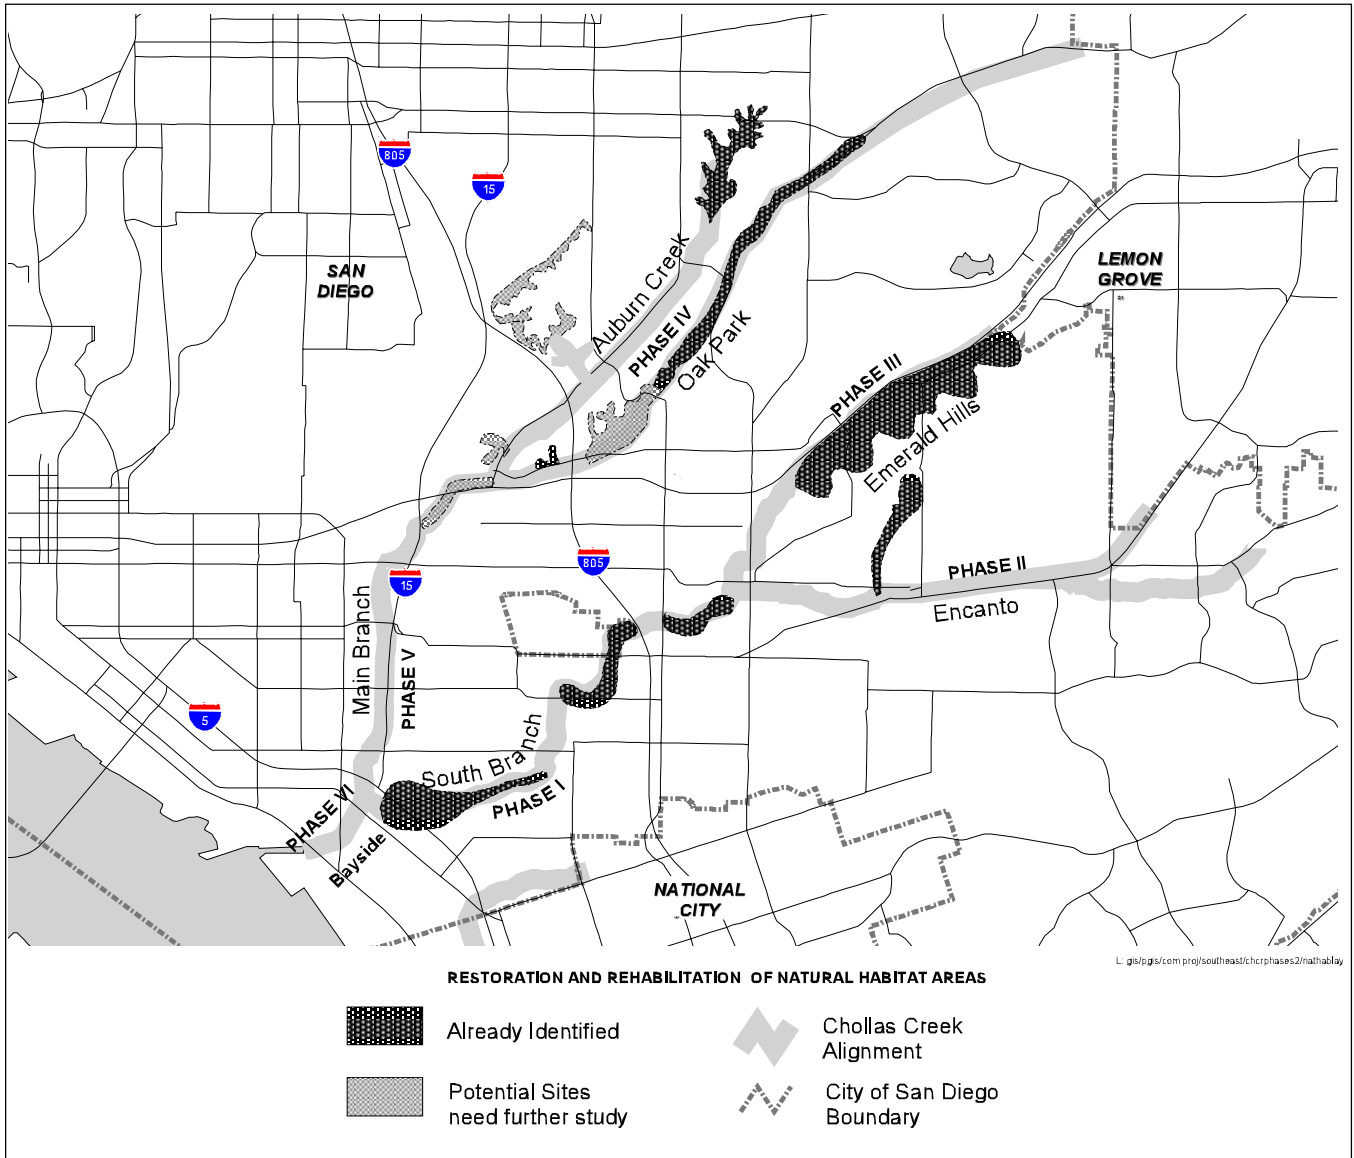 805
15
SAN
DIEGO
LEMON
GROVE
Auburn Creek
PHASE IV
Oak Park
PHASE III
Emerald Hills
805
15
PHASE II
Encanto
Main Branch
PHASE V
5
South Branch
PHASE I
PHASE VI
Bayside
NATIONAL
CITY
L: gis/pgis/com proj/southeast/chcrphases2/nathablay
RESTORATION AND REHABILITATION OF NATURAL HABITAT AREAS
Already Identified
Chollas Creek
Alignment
Potential Sites
need further study
City of San Diego
Boundary